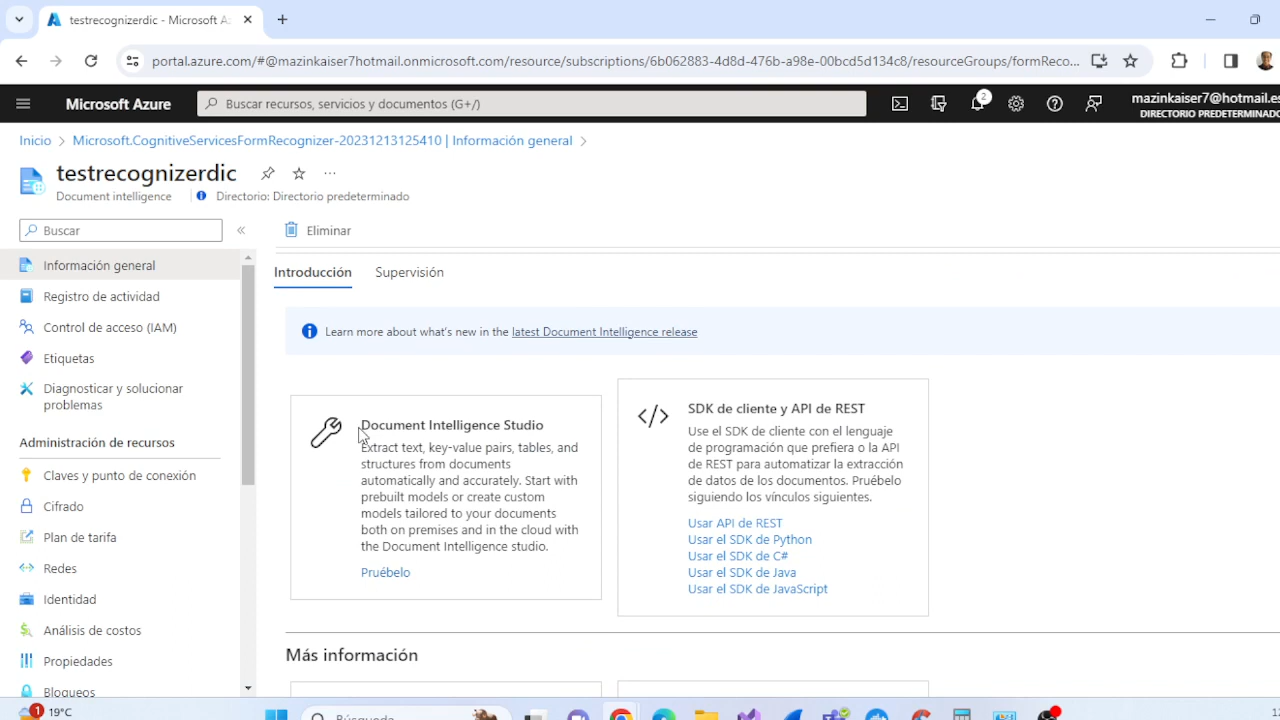 testrecognizerdic - Microsoft A
portal.azure.com/#@mazinkaiser7hotmail.onmicrosoft.com/resource/subscriptions/6b062883-4d8d-476b-a98e-00bcd5d134c8/resourceGroups/formReco...
Microsoft Azure
Buscar recursos, servicios y documentos (G+/)
2
mazinkaiser7@hotmail.es
DIRECTORIO PREDETERMINADO
Inicio > Microsoft.CognitiveServicesFormRecognizer-20231213125410 | Información general >
testrecognizerdic
Document intelligence
Directorio: Directorio predeterminado
Buscar
Eliminar
Información general
Registro de actividad
Control de acceso (IAM)
Etiquetas
Diagnosticar y solucionar
problemas
Administración de recursos
Claves y punto de conexión
Cifrado
Plan de tarifa
Redes
Identidad
Análisis de costos
Propiedades
Bloqueos
Introducción
Supervisión
Learn more about what's new in the latest Document Intelligence release
Document Intelligence Studio
Extract text, key-value pairs, tables, and
structures from documents
automatically and accurately. Start with
prebuilt models or create custom
models tailored to your documents
both on premises and in the cloud with
the Document Intelligence studio.
Pruébelo
SDK de cliente y API de REST
Use el SDK de cliente con el lenguaje
de programación que prefiera o la API
de REST para automatizar la extracción
de datos de los documentos. Pruébelo
siguiendo los vínculos siguientes.
Usar API de REST
Usar el SDK de Python
Usar el SDK de C#
Usar el SDK de Java
Usar el SDK de JavaScript
Más información
1
19°C
Búsqueda